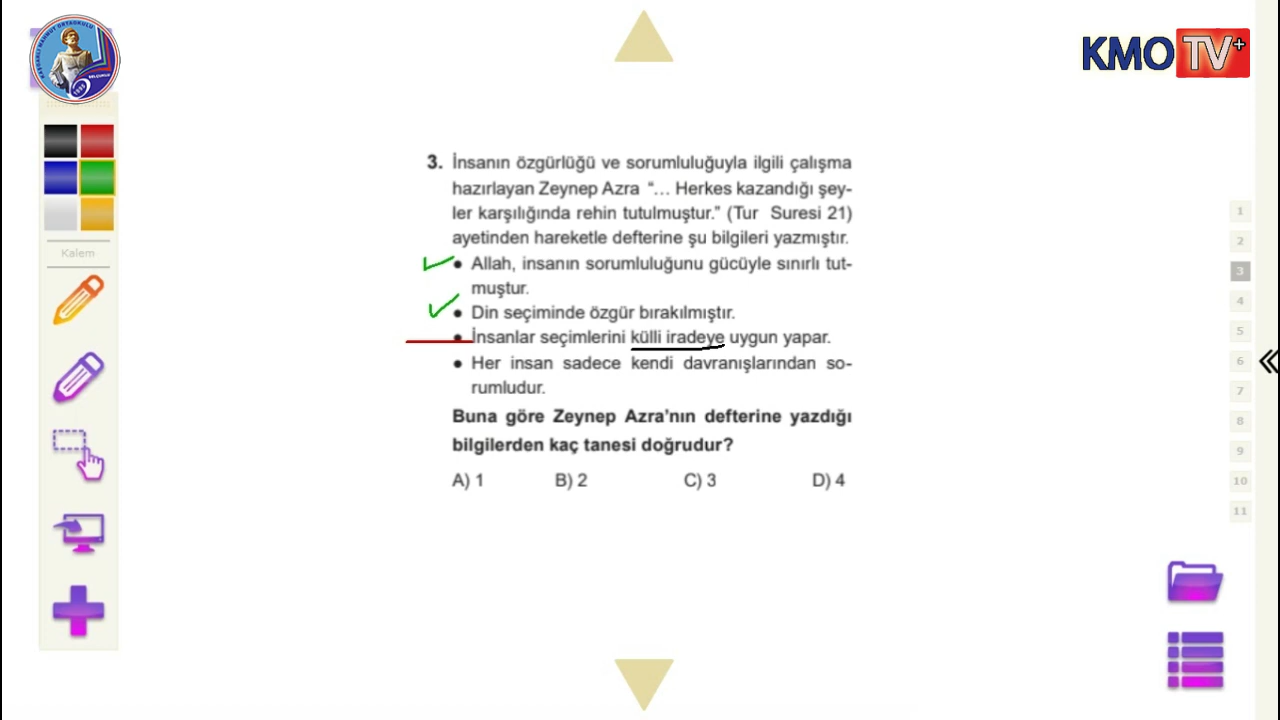 KMO TV+
Kalem
3. İnsanın özgürlüğü ve sorumluluğuyla ilgili çalışma
hazırlayan Zeynep Azra “... Herkes kazandığı şey-
ler karşılığında rehin tutulmuştur.” (Tur Suresi 21)
ayetinden hareketle defterine şu bilgileri yazmıştır.
● Allah, insanın sorumluluğunu gücüyle sınırlı tut-
muştur.
● Din seçiminde özgür bırakılmıştır.
● İnsanlar seçimlerini külli iradeye uygun yapar.
● Her insan sadece kendi davranışlarından so-
rumludur.
Buna göre Zeynep Azra’nın defterine yazdığı
bilgilerden kaç tanesi doğrudur?
A) 1 B) 2 C) 3 D) 4
1
2
3
4
5
6
7
8
9
10
11